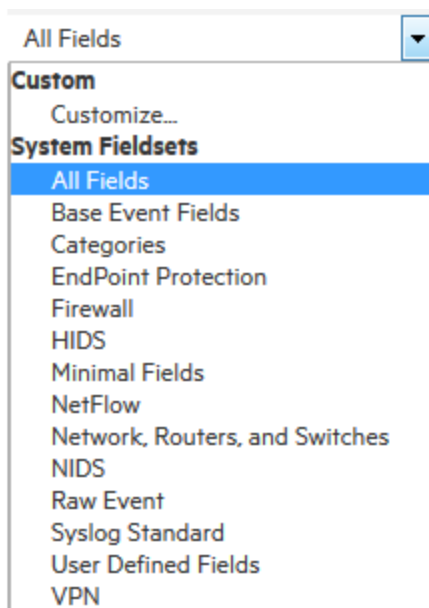 All Fields
Custom
Customize...
System Fieldsets
All Fields
Base Event Fields
Categories
EndPoint Protection
Firewall
HIDS
Minimal Fields
NetFlow
Network, Routers, and Switches
NIDS
Raw Event
Syslog Standard
User Defined Fields
VPN